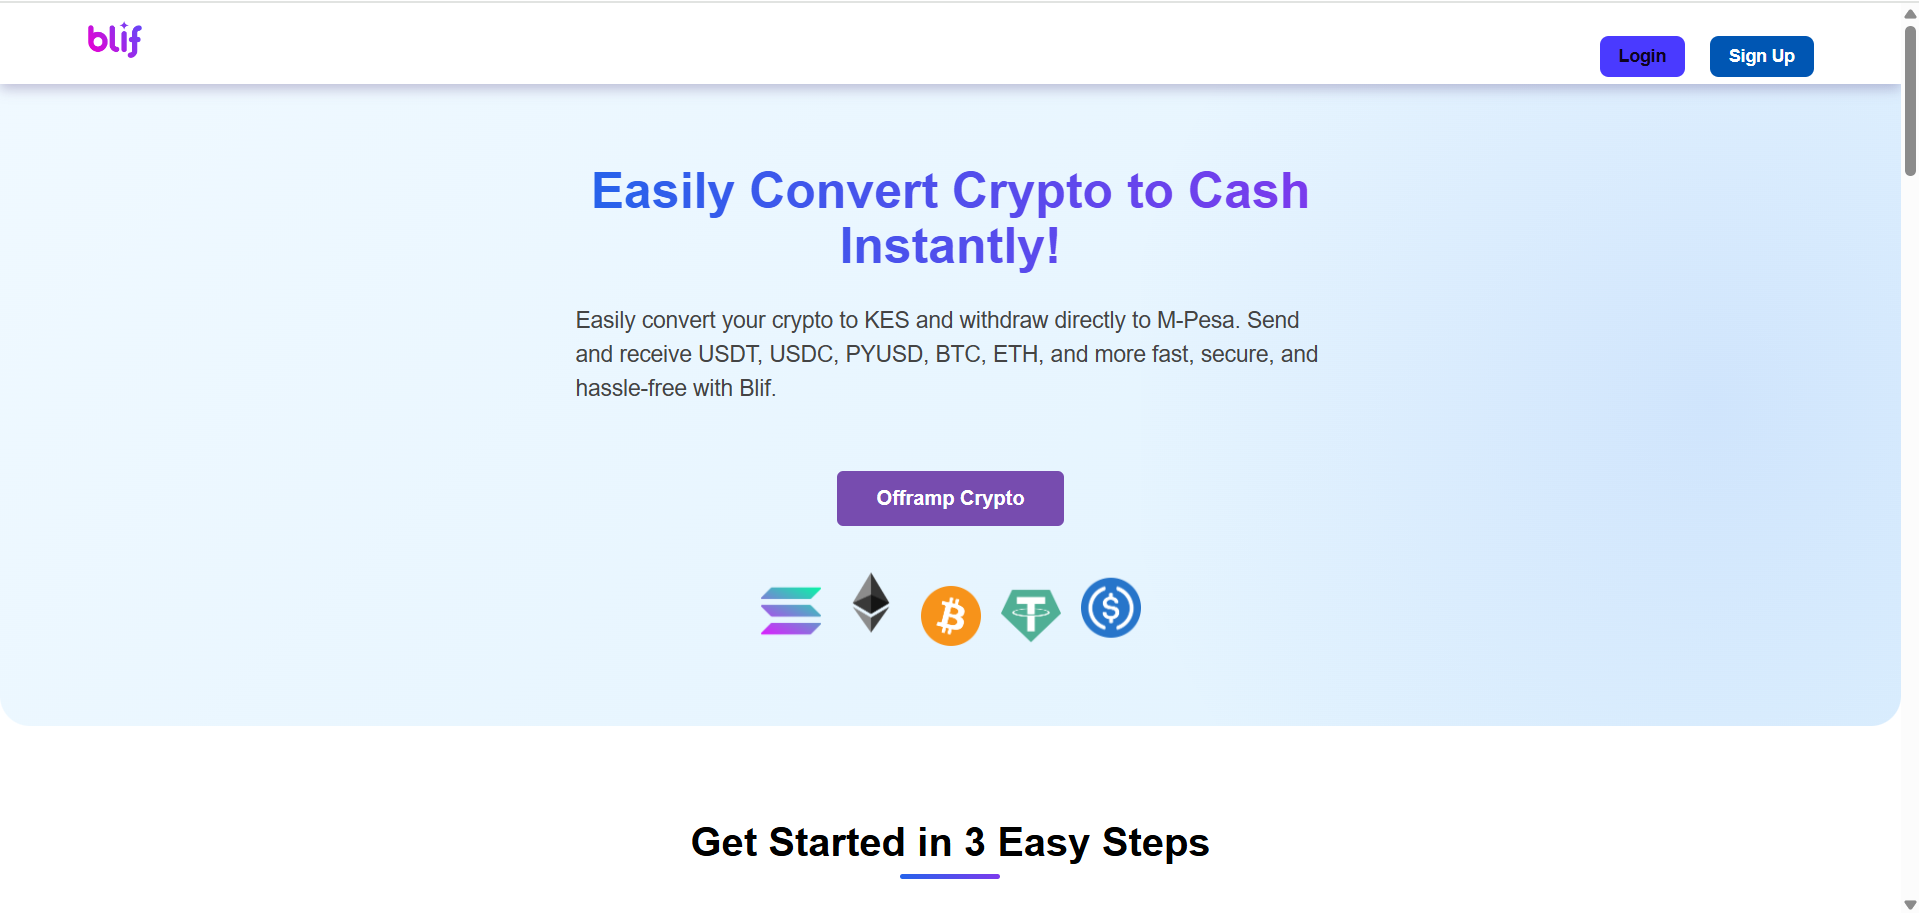 blif
Login
Sign Up
Easily Convert Crypto to Cash
Instantly!
Easily convert your crypto to KES and withdraw directly to M-Pesa. Send
and receive USDT, USDC, PYUSD, BTC, ETH, and more fast, secure, and
hassle-free with Blif.
Offramp Crypto
Get Started in 3 Easy Steps